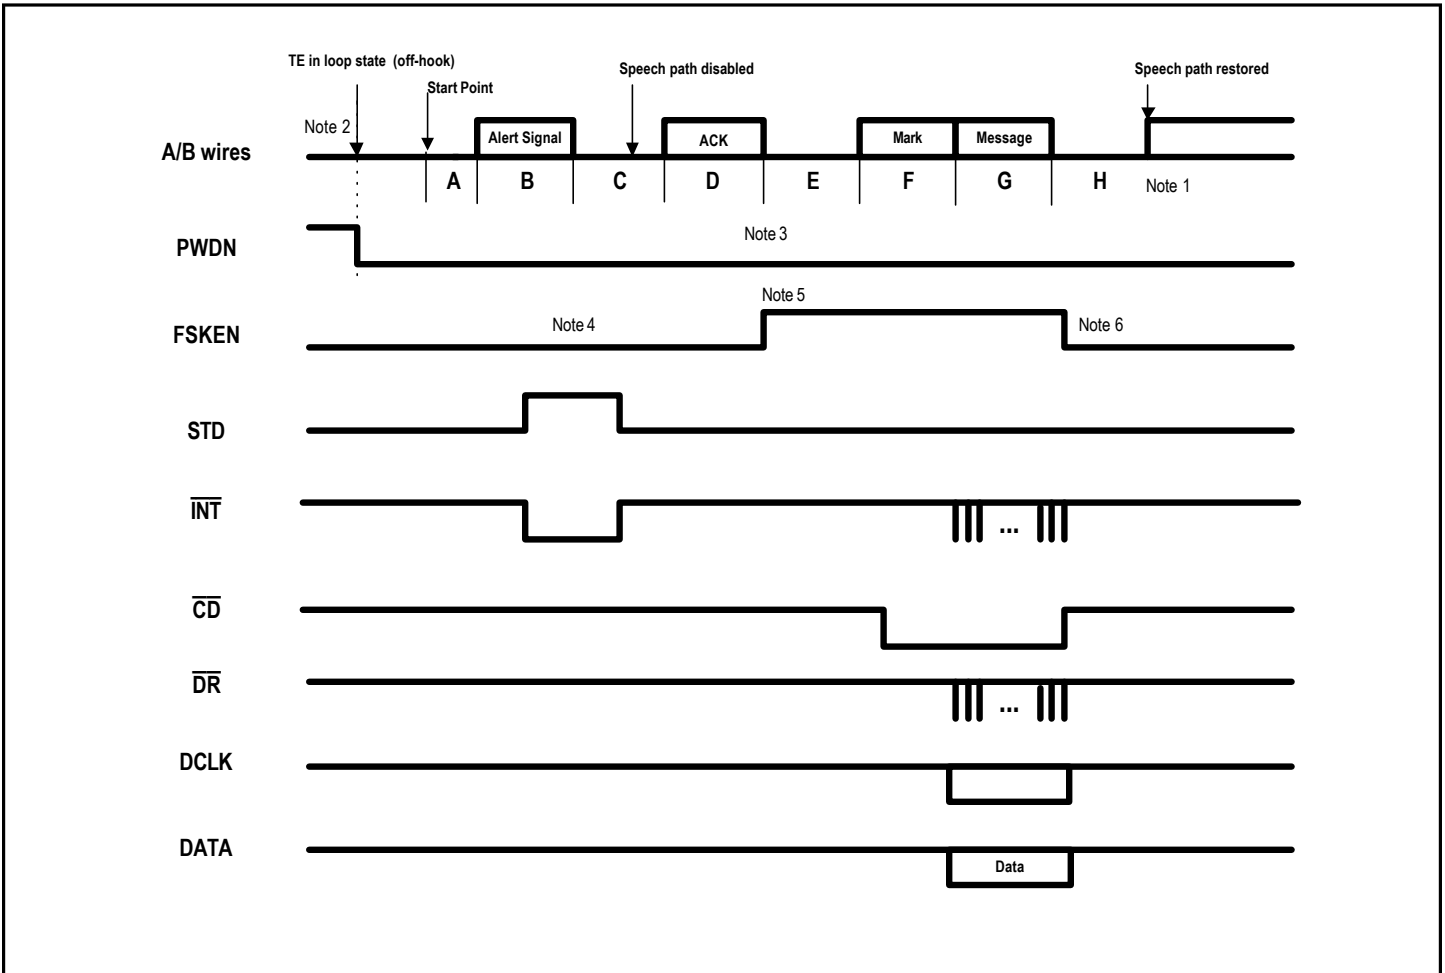 TE in loop state (off-hook)
Speech path disabled
Speech path restored
Start Point
Note 2
A/B wires
Alert Signal
ACK
Mark
Message
A
B
C
D
E
F
G
H
Note 1
PWDN
Note 3
Note 5
FSKEN
Note 4
Note 6
STD
INT
...
CD
DR
...
DCLK
DATA
Data